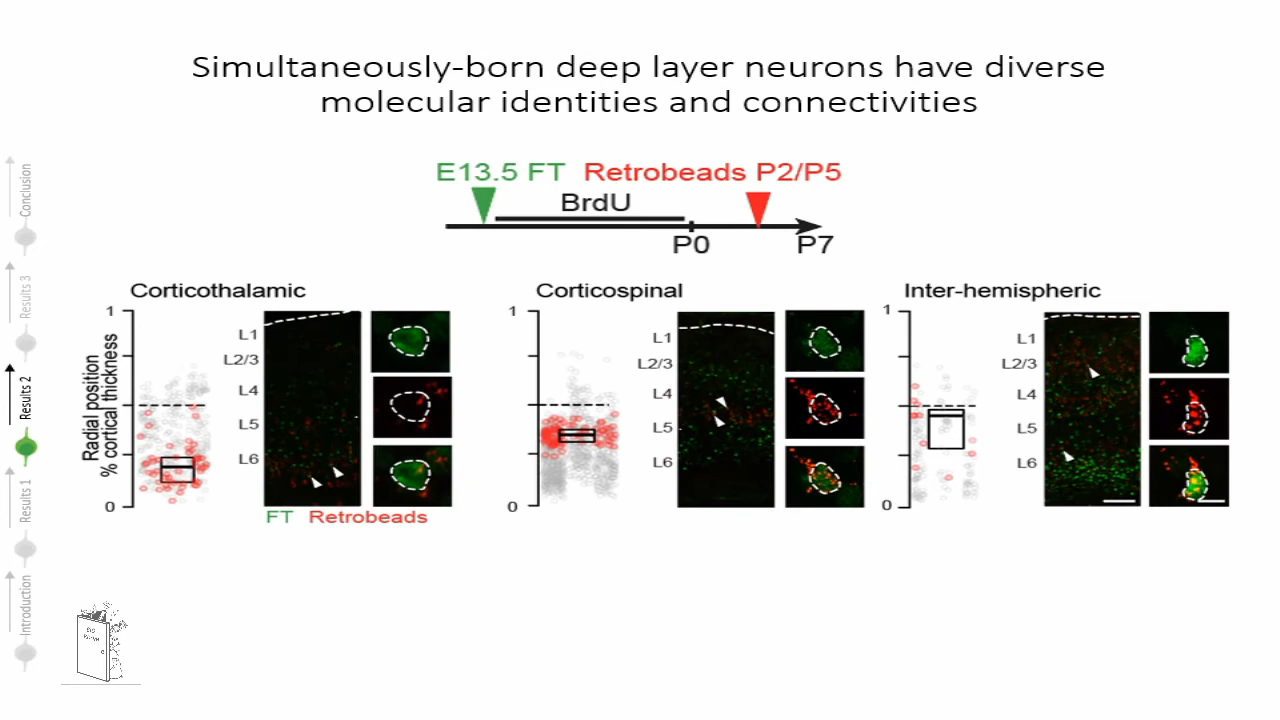 Simultaneously-born deep layer neurons have diverse
molecular identities and connectivities
E13.5 FT Retrobeads P2/P5
BrdU
P0
P7
Conclusion
Results 3
Results 2
Results 1
Introduction
Corticothalamic
1
Radial position
% cortical thickness
0
L1
L2/3
L4
L5
L6
FT Retrobeads
Corticospinal
1
0
L1
L2/3
L4
L5
L6
Inter-hemispheric
1
0
L1
L2/3
L4
L5
L6